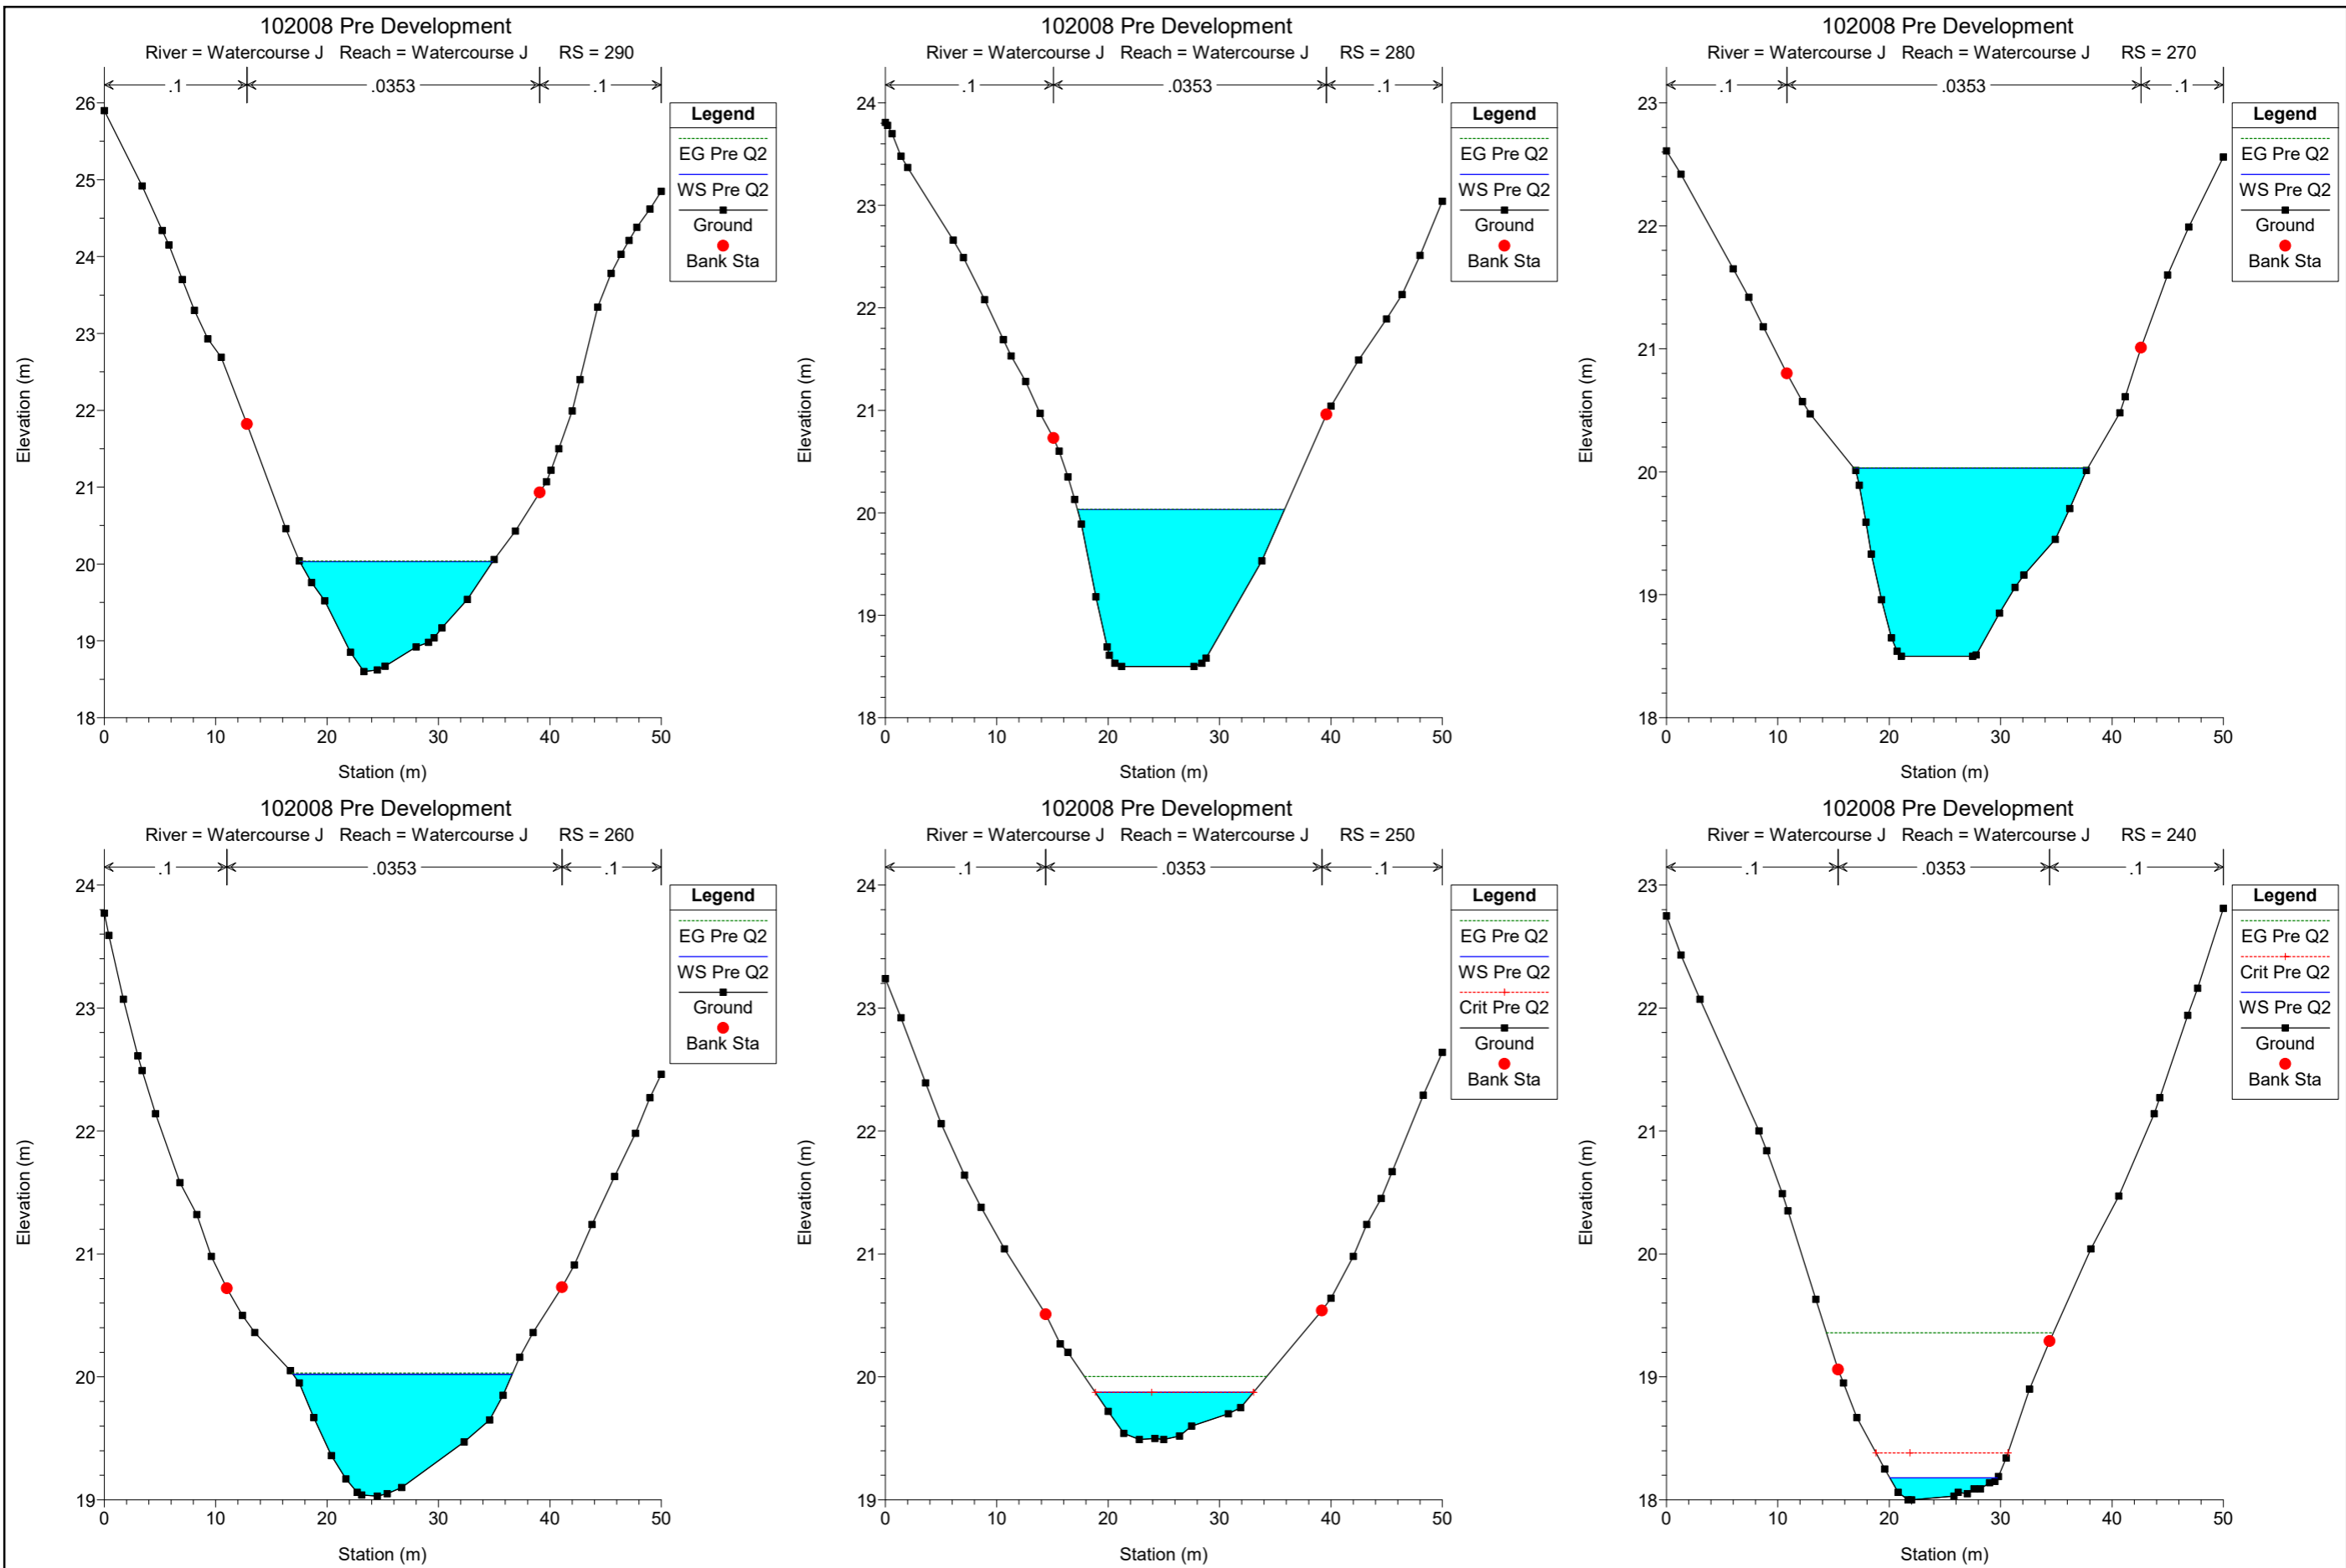 102008 Pre Development
River = Watercourse J Reach = Watercourse J RS = 290
.1 .0353 .1
Legend
EG Pre Q2
WS Pre Q2
Ground
Bank Sta
26
25
24
23
22
21
20
19
18
Elevation (m)
0 10 20 30 40 50
Station (m)
102008 Pre Development
River = Watercourse J Reach = Watercourse J RS = 280
.1 .0353 .1
Legend
EG Pre Q2
WS Pre Q2
Ground
Bank Sta
24
23
22
21
20
19
18
Elevation (m)
0 10 20 30 40 50
Station (m)
102008 Pre Development
River = Watercourse J Reach = Watercourse J RS = 270
.1 .0353 .1
Legend
EG Pre Q2
WS Pre Q2
Ground
Bank Sta
23
22
21
20
19
18
Elevation (m)
0 10 20 30 40 50
Station (m)
102008 Pre Development
River = Watercourse J Reach = Watercourse J RS = 260
.1 .0353 .1
Legend
EG Pre Q2
WS Pre Q2
Ground
Bank Sta
24
23
22
21
20
19
Elevation (m)
0 10 20 30 40 50
Station (m)
102008 Pre Development
River = Watercourse J Reach = Watercourse J RS = 250
.1 .0353 .1
Legend
EG Pre Q2
WS Pre Q2
Crit Pre Q2
Ground
Bank Sta
24
23
22
21
20
19
Elevation (m)
0 10 20 30 40 50
Station (m)
102008 Pre Development
River = Watercourse J Reach = Watercourse J RS = 240
.1 .0353 .1
Legend
EG Pre Q2
Crit Pre Q2
WS Pre Q2
Ground
Bank Sta
23
22
21
20
19
18
Elevation (m)
0 10 20 30 40 50
Station (m)